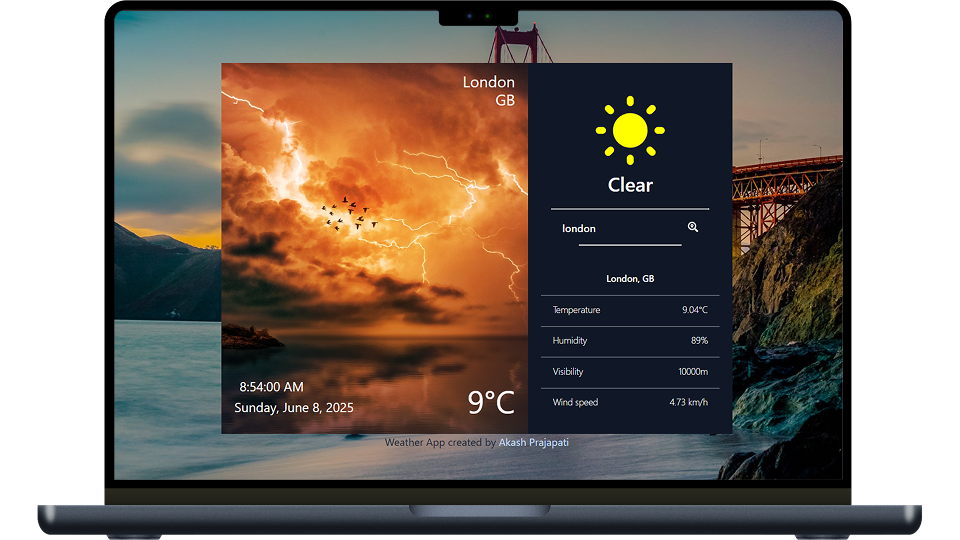 London
GB
8:54:00 AM
Sunday, June 8, 2025
9°C
Clear
london
London, GB
Temperature 9.04°C
Humidity 89%
Visibility 10000m
Wind speed 4.73 km/h
Weather App created by Akash Prajapati